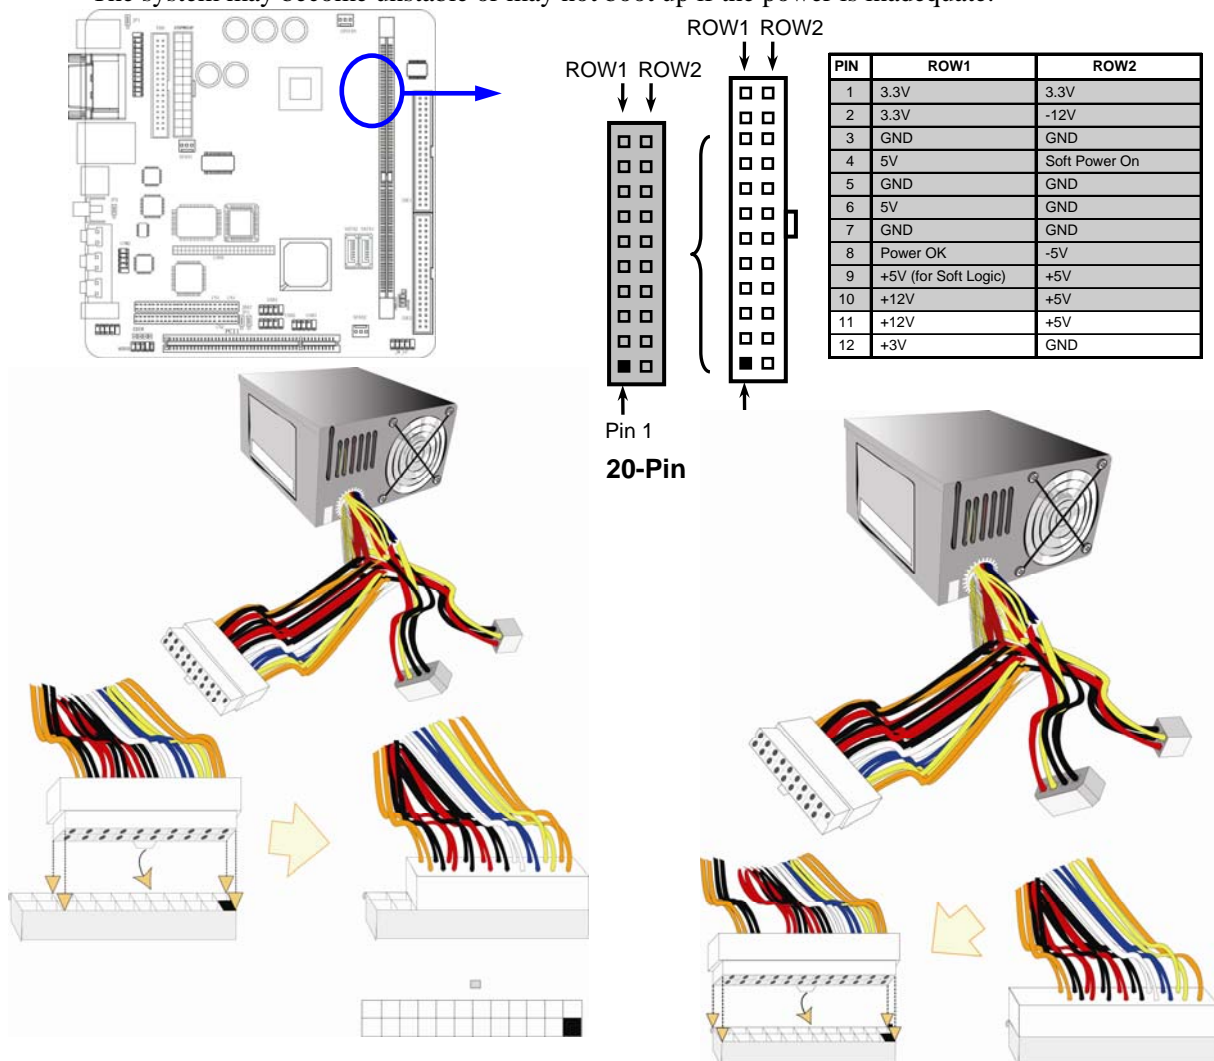 The system may become unstable or may not boot up if the power is inadequate.
ROW1 ROW2
ROW1 ROW2
PIN ROW1 ROW2
1 3.3V 3.3V
2 3.3V -12V
3 GND GND
4 5V Soft Power On
5 GND GND
6 5V GND
7 GND GND
8 Power OK -5V
9 +5V (for Soft Logic) +5V
10 +12V +5V
11 +12V +5V
12 +3V GND
Pin 1
20-Pin
PCI1